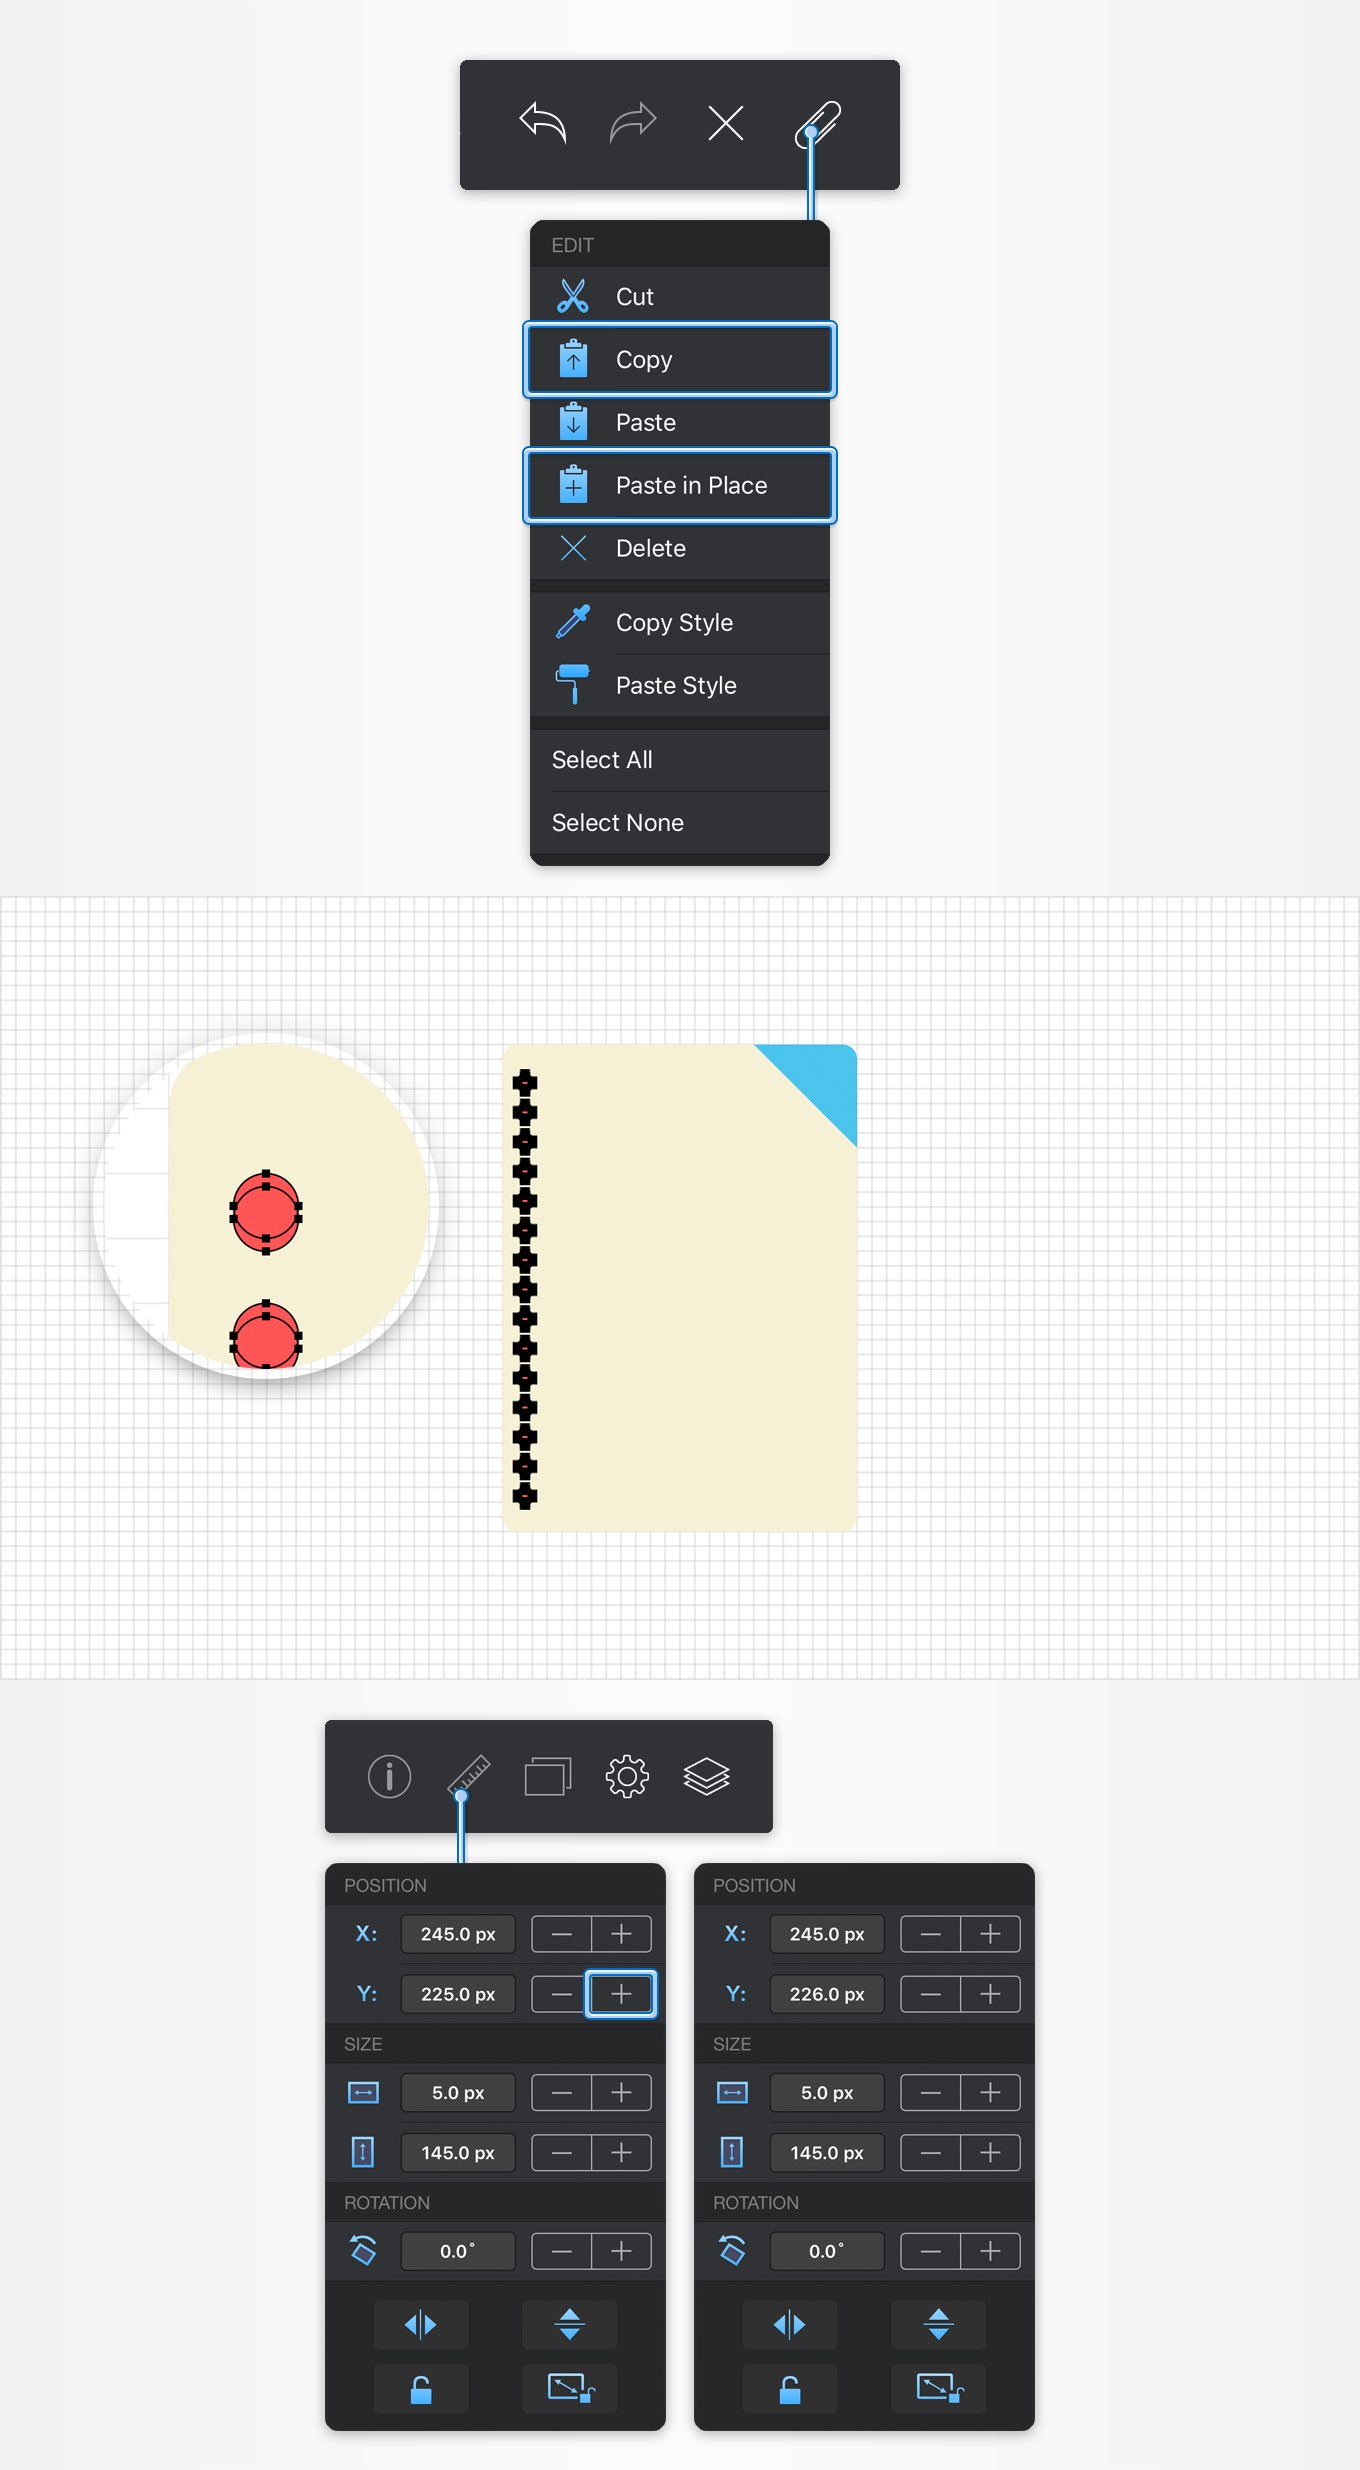 EDIT
Cut
Copy
Paste
Paste in Place
Delete
Copy Style
Paste Style
Select All
Select None
POSITION
X: 245.0 px
Y: 225.0 px
SIZE
5.0 px
145.0 px
ROTATION
0.0°
POSITION
X: 245.0 px
Y: 226.0 px
SIZE
5.0 px
145.0 px
ROTATION
0.0°